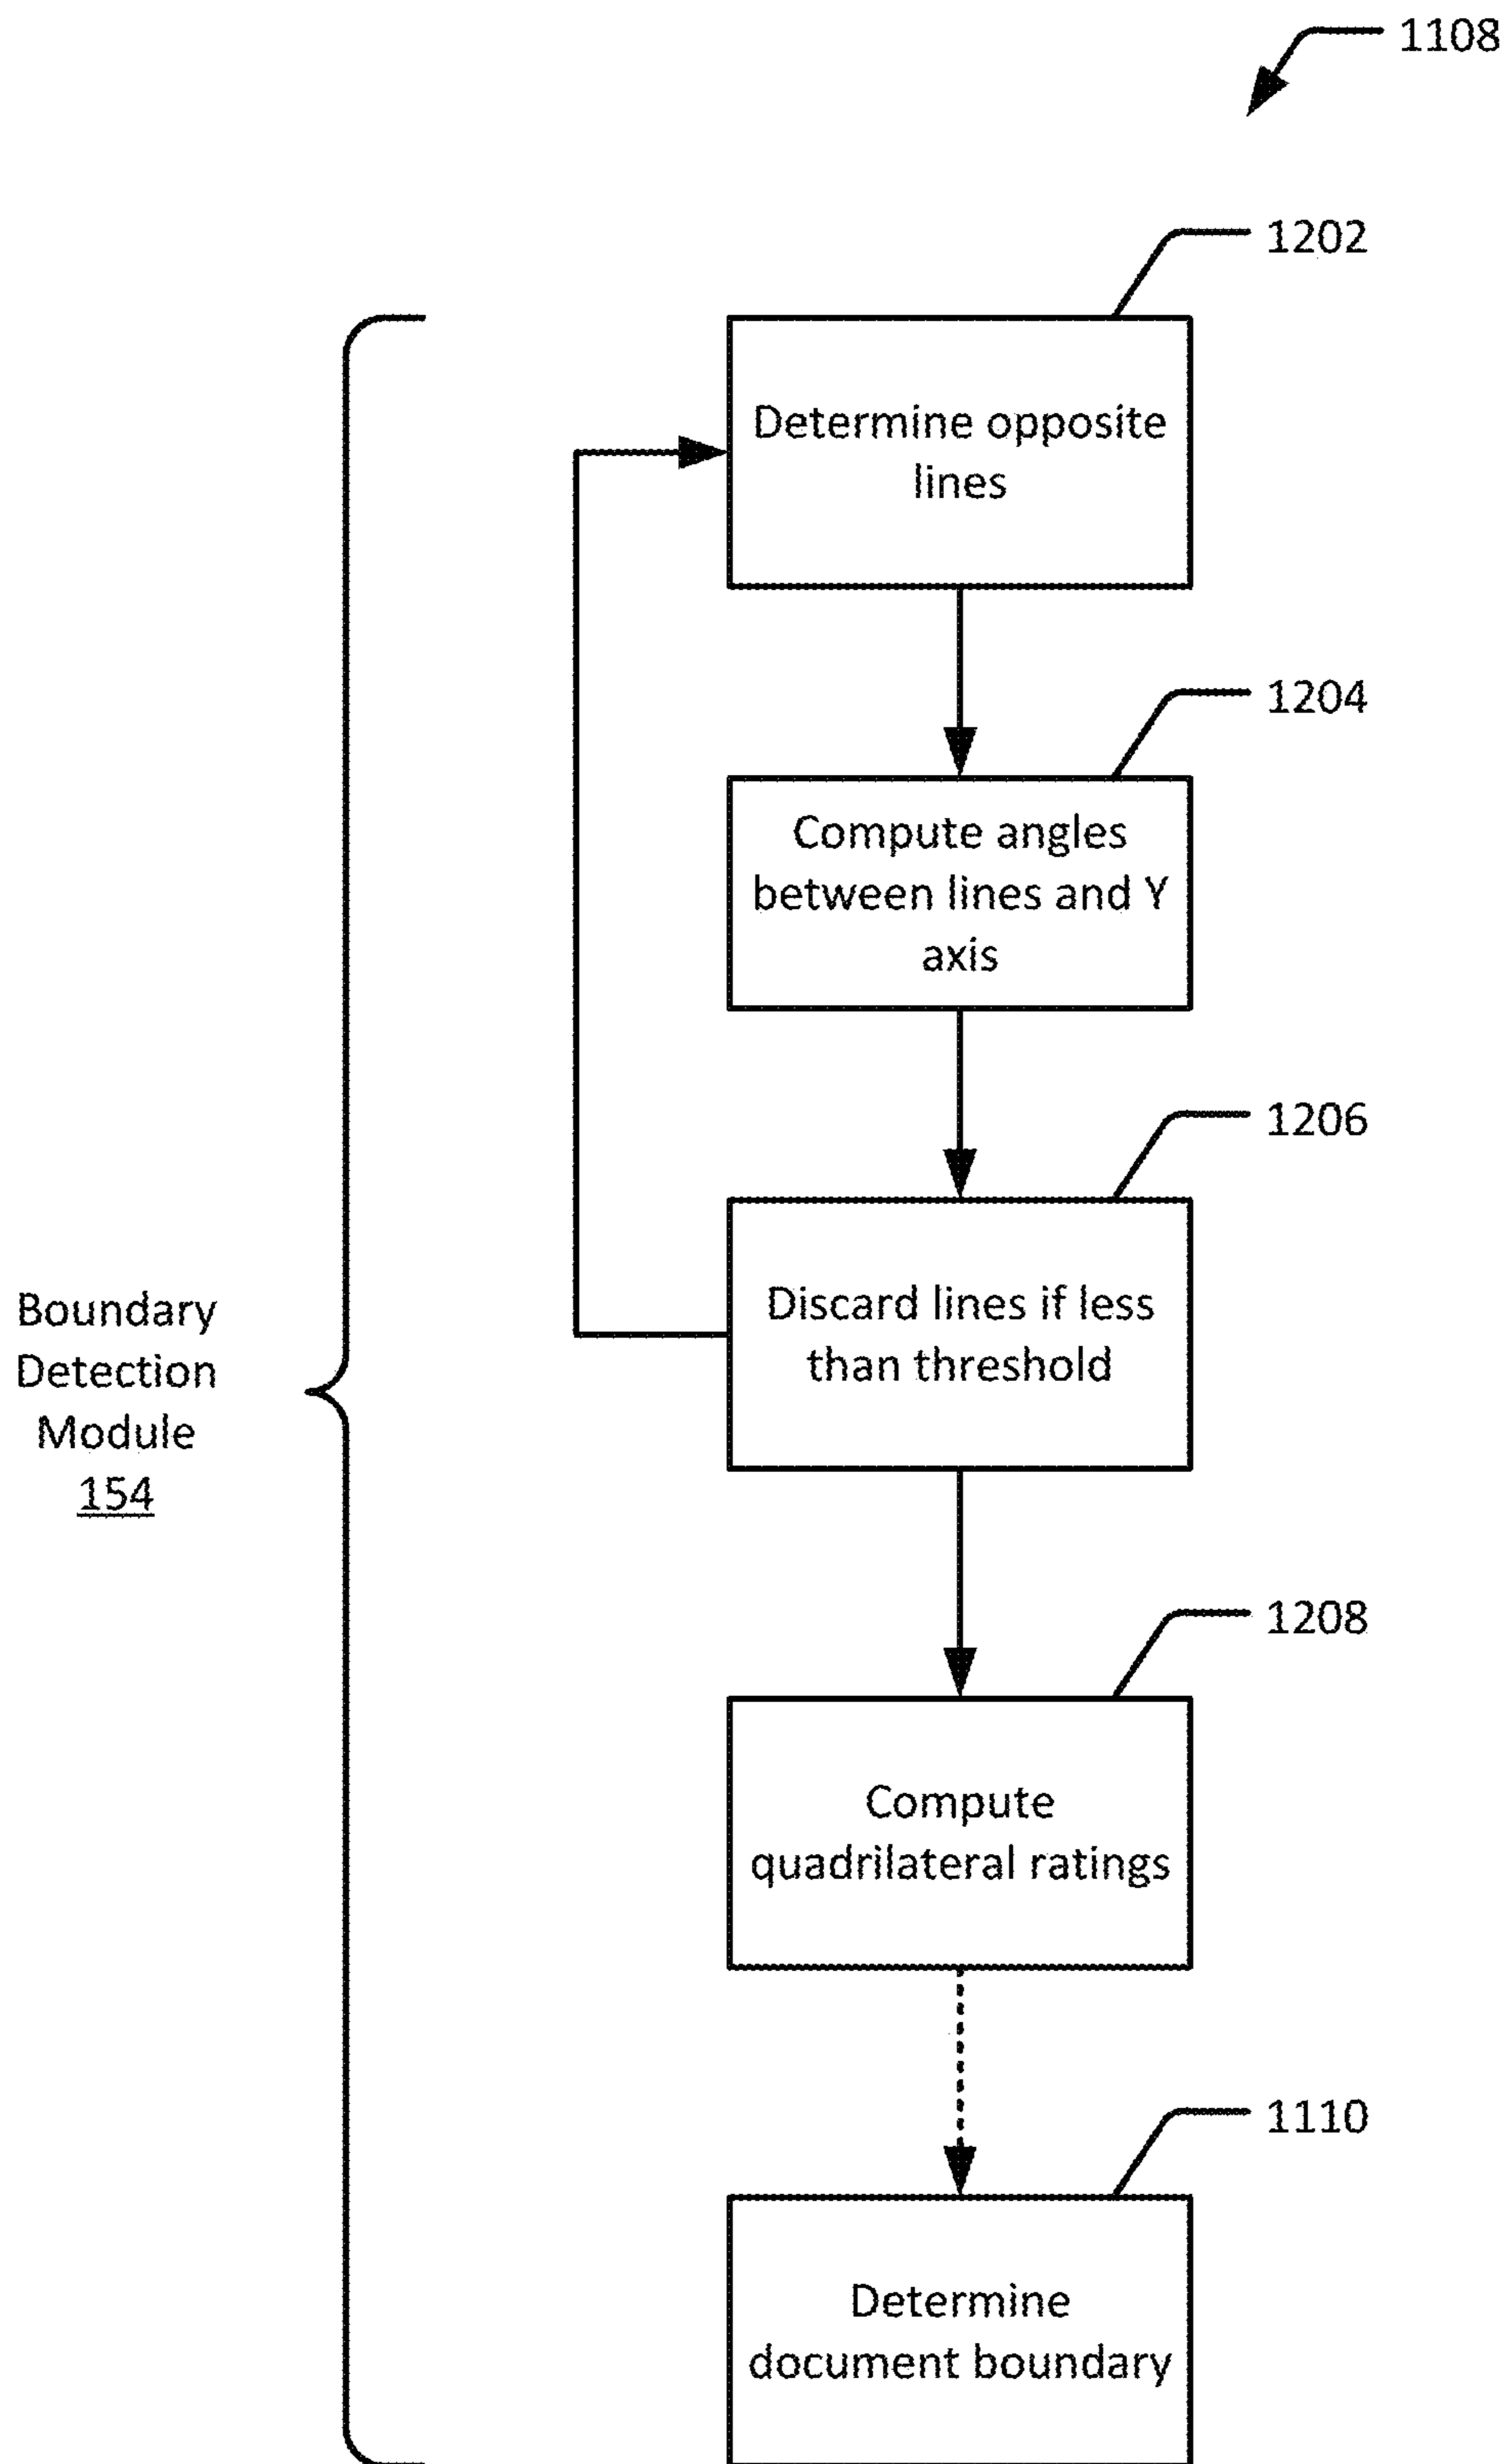 1108
1202
Determine opposite
lines
1204
Compute angles
between lines and Y
axis
1206
Discard lines if less
than threshold
Boundary
Detection
Module
154
1208
Compute
quadrilateral ratings
1110
Determine
document boundary